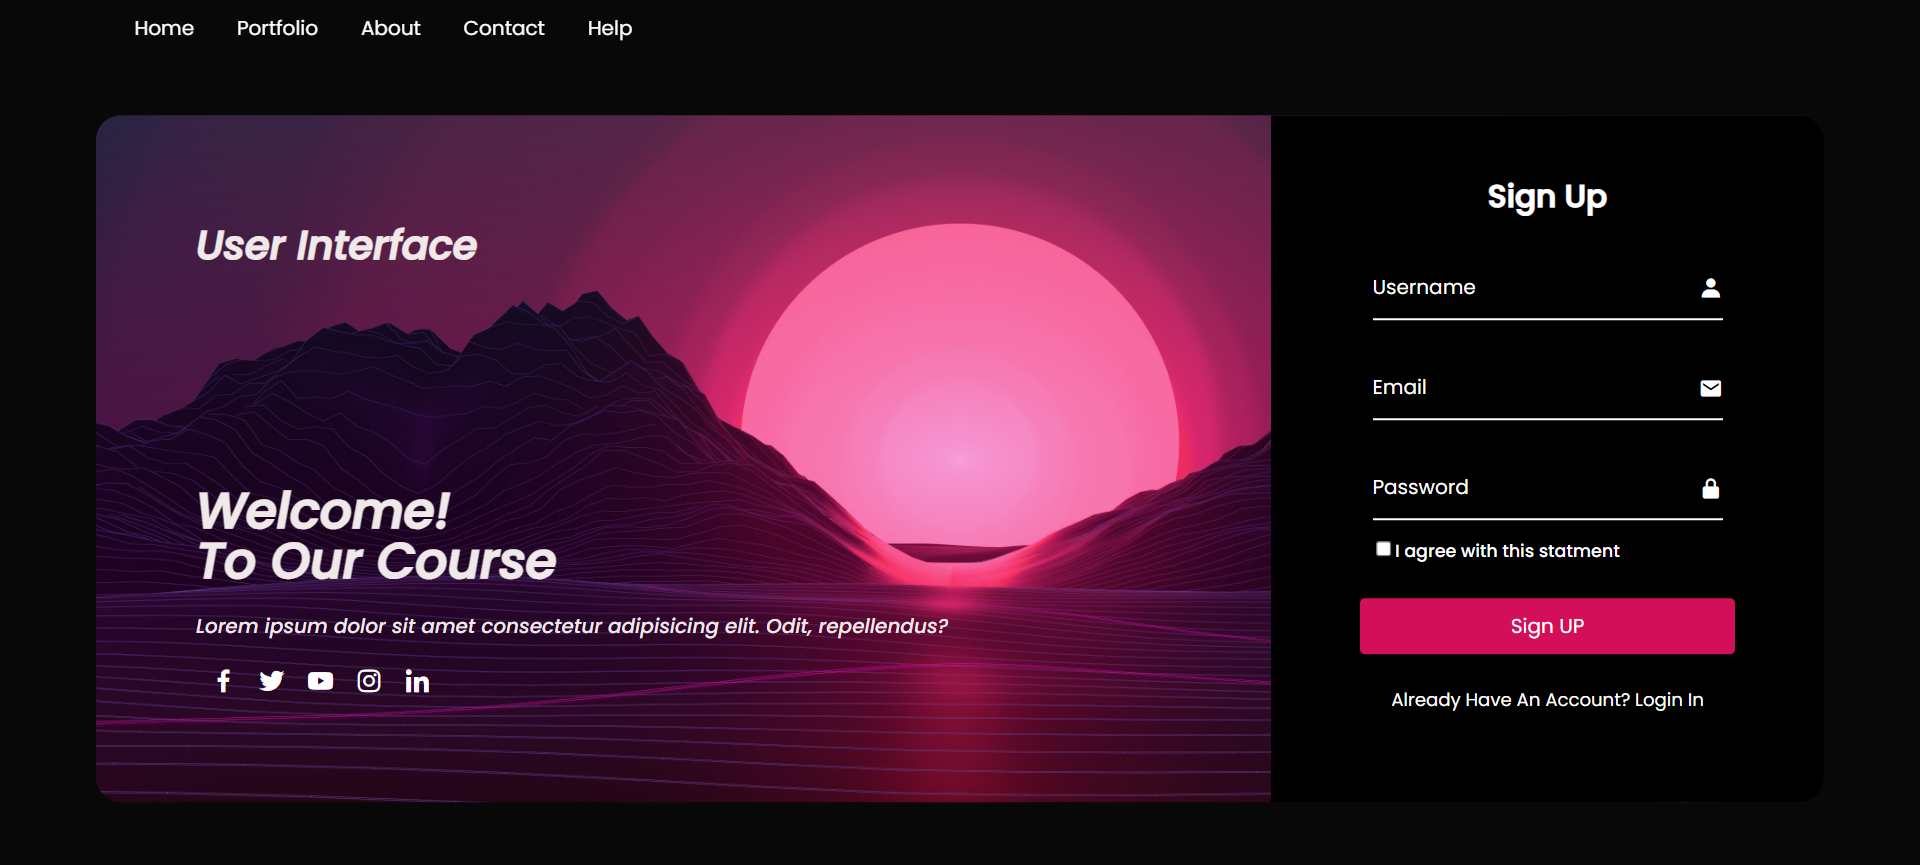 Home Portfolio About Contact Help
User Interface
Welcome!
To Our Course
Lorem ipsum dolor sit amet consectetur adipisicing elit. Odit, repellendus?
Sign Up
Username
Email
Password
I agree with this statment
Sign UP
Already Have An Account? Login In